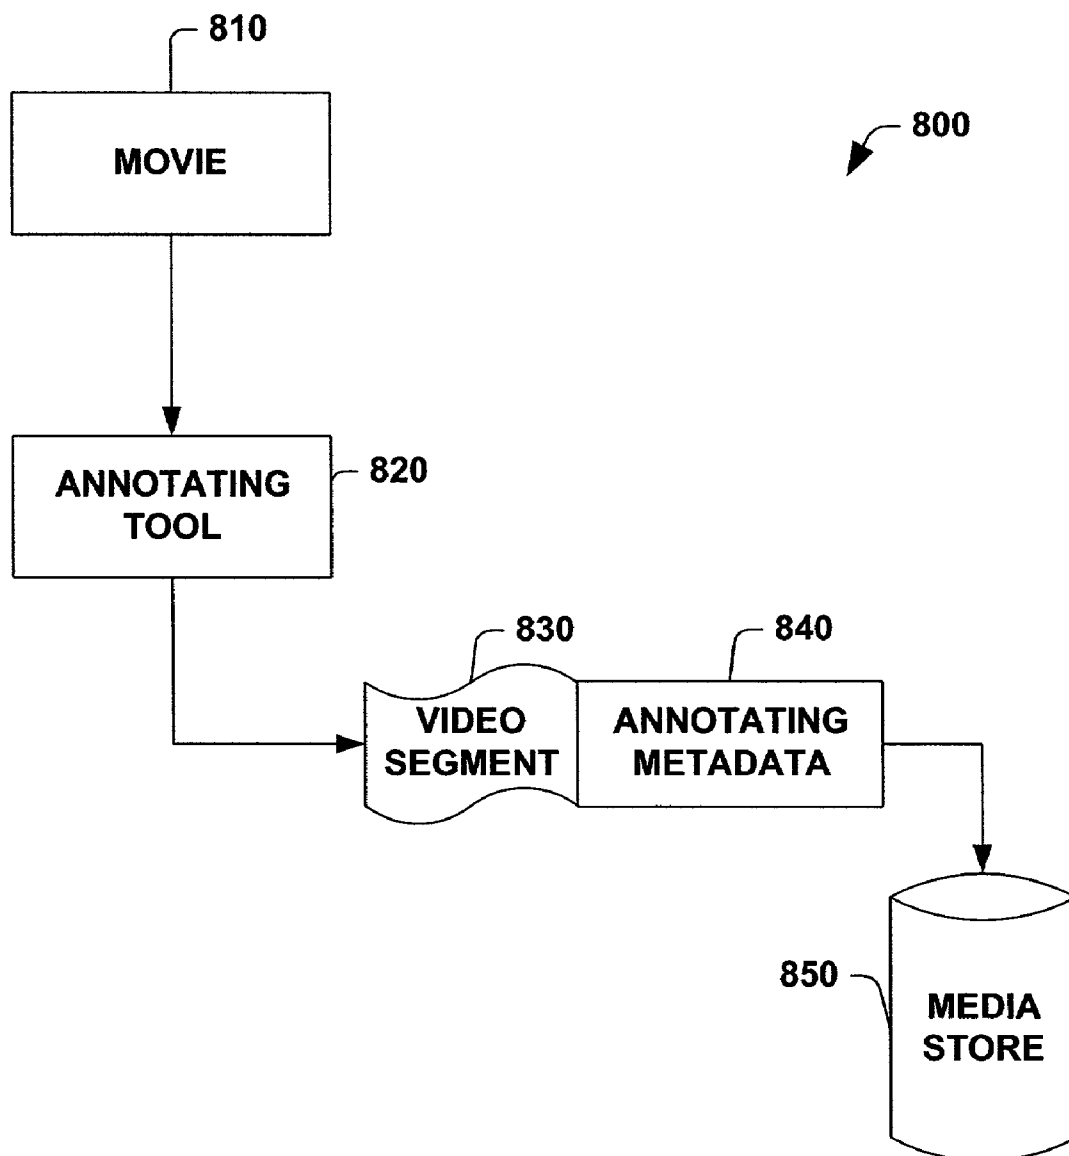 810
MOVIE
800
ANNOTATING
TOOL
820
830
840
VIDEO
SEGMENT
ANNOTATING
METADATA
850
MEDIA
STORE